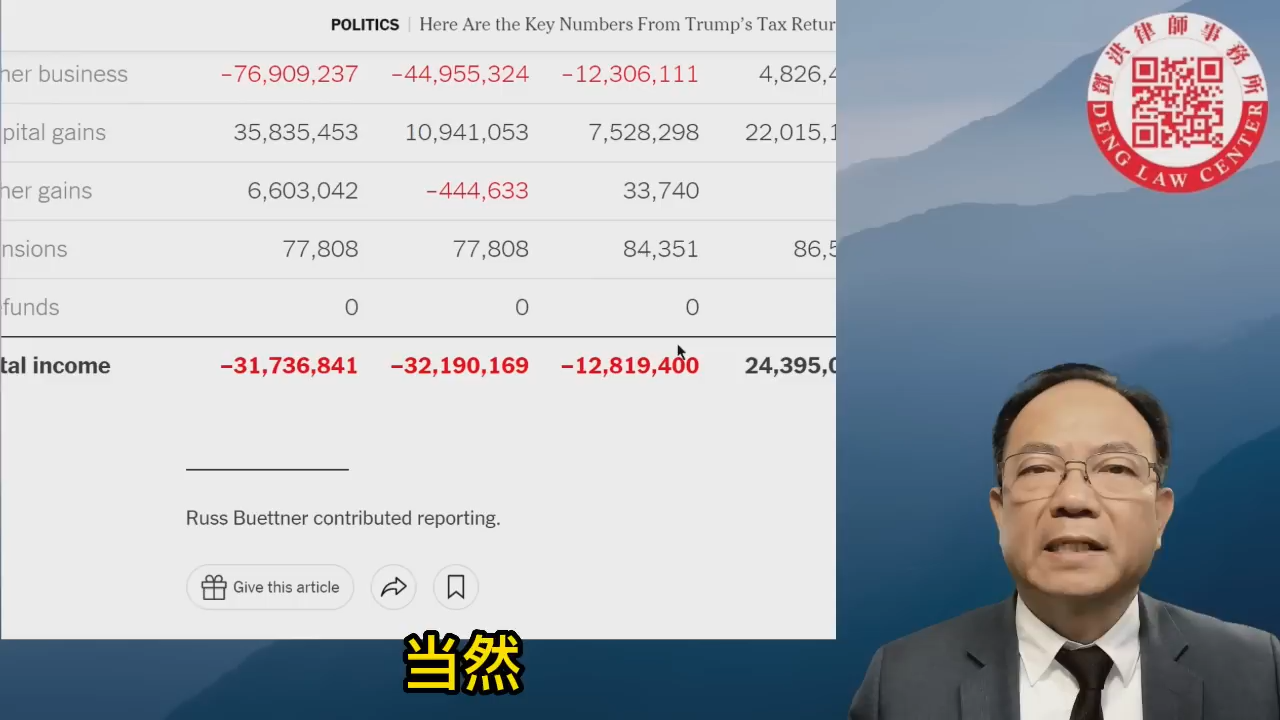 POLITICS | Here Are the Key Numbers From Trump's Tax Retur
her business −76,909,237 −44,955,324 −12,306,111 4,826,4
pital gains 35,835,453 10,941,053 7,528,298 22,015,1
her gains 6,603,042 −444,633 33,740
nsions 77,808 77,808 84,351 86,5
efunds 0 0 0
tal income −31,736,841 −32,190,169 −12,819,400 24,395,0
Russ Buettner contributed reporting.
Give this article
鄧洪律師事務所
DENG LAW CENTER
当然